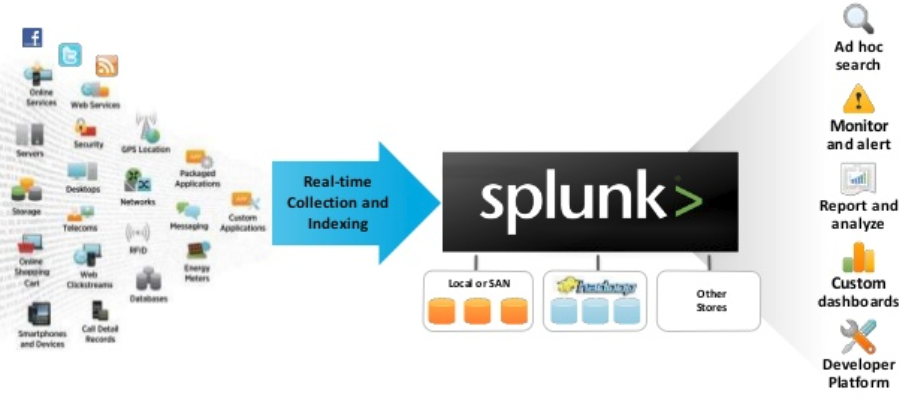 Online
Services
Web Services
Servers
Security
GPS Location
Packaged
Applications
Desktops
Networks
Storage
Telecoms
Messaging
Custom
Applications
RFID
Online
Shopping
Cart
Web
Clickstreams
Energy
Meters
Databases
Smartphones
and Devices
Call Detail
Records
Real-time
Collection and
Indexing
splunk>
Local or SAN
hadoop
Other
Stores
Ad hoc
search
Monitor
and alert
Report and
analyze
Custom
dashboards
Developer
Platform